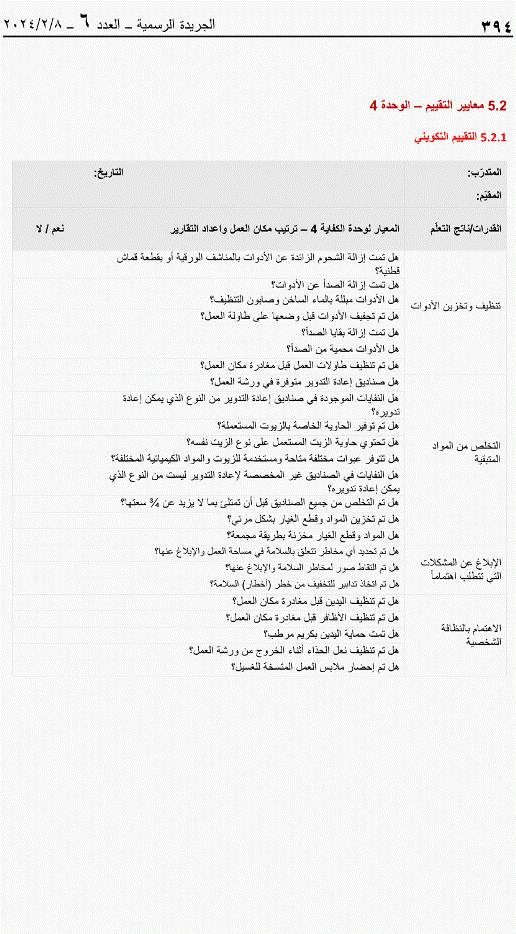 ٣٩٤
الجريدة الرسمية ــ العدد ٦ ــ ٢٠٢٤/٢/٨
5.2 معايير التقييم – الوحدة 4
5.2.1 التقييم التكويني
المتدرّب:
التاريخ:
المقيّم:
القدرات/ناتج التعلّم
المعيار لوحدة الكفاية 4 – ترتيب مكان العمل واعداد التقارير
نعم / لا
تنظيف وتخزين الأدوات
هل تمت إزالة الشحوم الزائدة عن الأدوات بالمناشف الورقية أو بقطعة قماش
قطنية؟
هل تمت إزالة الصدأ عن الأدوات؟
هل الأدوات مبللة بالماء الساخن وصابون التنظيف؟
هل تم تجفيف الأدوات قبل وضعها على طاولة العمل؟
هل تمت إزالة بقايا الصدأ؟
هل الأدوات محمية من الصدأ؟
التخلص من المواد
المتبقية
هل تم تنظيف طاولات العمل قبل مغادرة مكان العمل؟
هل صناديق إعادة التدوير متوفرة في ورشة العمل؟
هل النفايات الموجودة في صناديق إعادة التدوير من النوع الذي يمكن إعادة
تدويره؟
هل تم توفير الحاوية الخاصة بالزيوت المستعملة؟
هل تحتوي حاوية الزيت المستعمل على نوع الزيت نفسه؟
هل تتوفر عبوات مختلفة متاحة ومستخدمة للزيوت والمواد الكيميائية المختلفة؟
هل النفايات في الصناديق غير المخصصة لإعادة التدوير ليست من النوع الذي
يمكن إعادة تدويره؟
هل تم التخلص من جميع الصناديق قبل أن تمتلئ بما لا يزيد عن ¾ سعتها؟
هل تم تخزين المواد وقطع الغيار بشكل مرتي؟
هل المواد وقطع الغيار مخزنة بطريقة مجمعة؟
الإبلاغ عن المشكلات
التي تتطلب اهتماماً
هل تم تحديد أي مخاطر تتعلق بالسلامة في مساحة العمل والإبلاغ عنها؟
هل تم التقاط صور لمخاطر السلامة والإبلاغ عنها؟
هل تم اتخاذ تدابير للتخفيف من خطر (أخطار) السلامة؟
الاهتمام بالنظافة
الشخصية
هل تم تنظيف اليدين قبل مغادرة مكان العمل؟
هل تم تنظيف الأظافر قبل مغادرة مكان العمل؟
هل تمت حماية اليدين بكريم مرطب؟
هل تم تنظيف نعل الحذاء أثناء الخروج من ورشة العمل؟
هل تم إحضار ملابس العمل المتسخة للغسيل؟